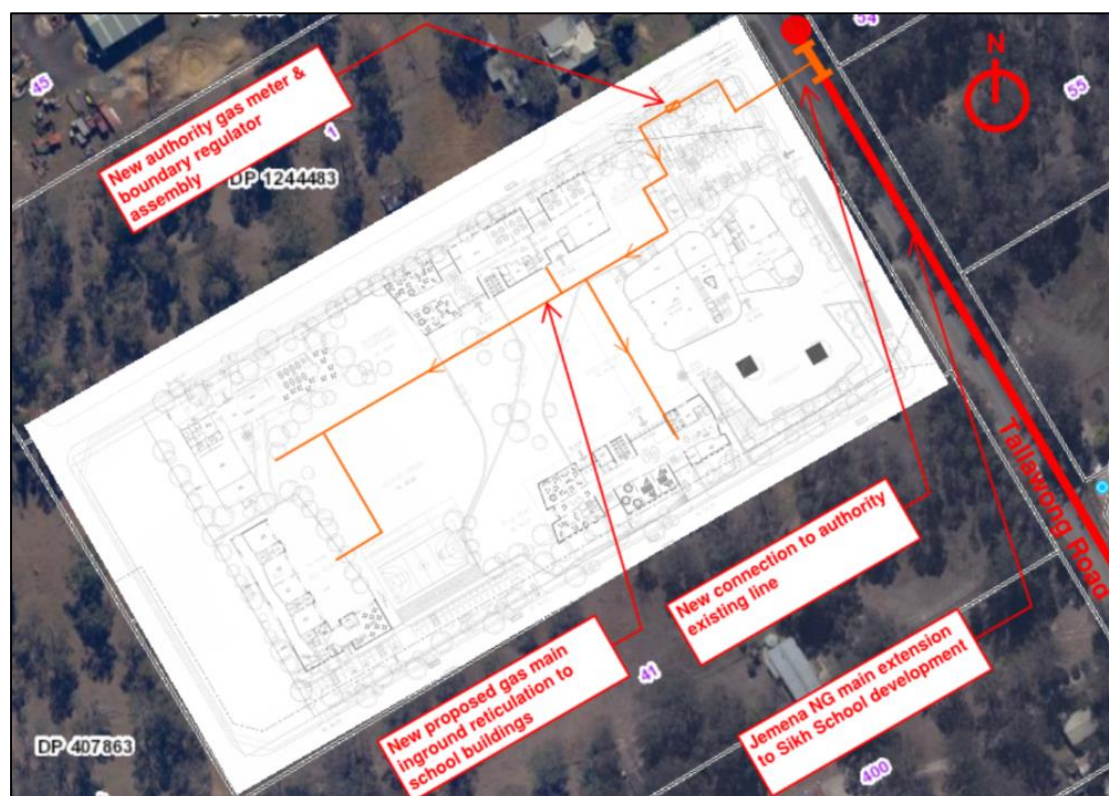 54
N
45
55
New authority gas meter &
boundary regulator
assembly
1
DP 1244483
Tallawong Road
New connection to authority
existing line
New proposed gas main
inground reticulation to
school buildings
41
Jemena NG main extension
to Sikh School development
DP 407863
400